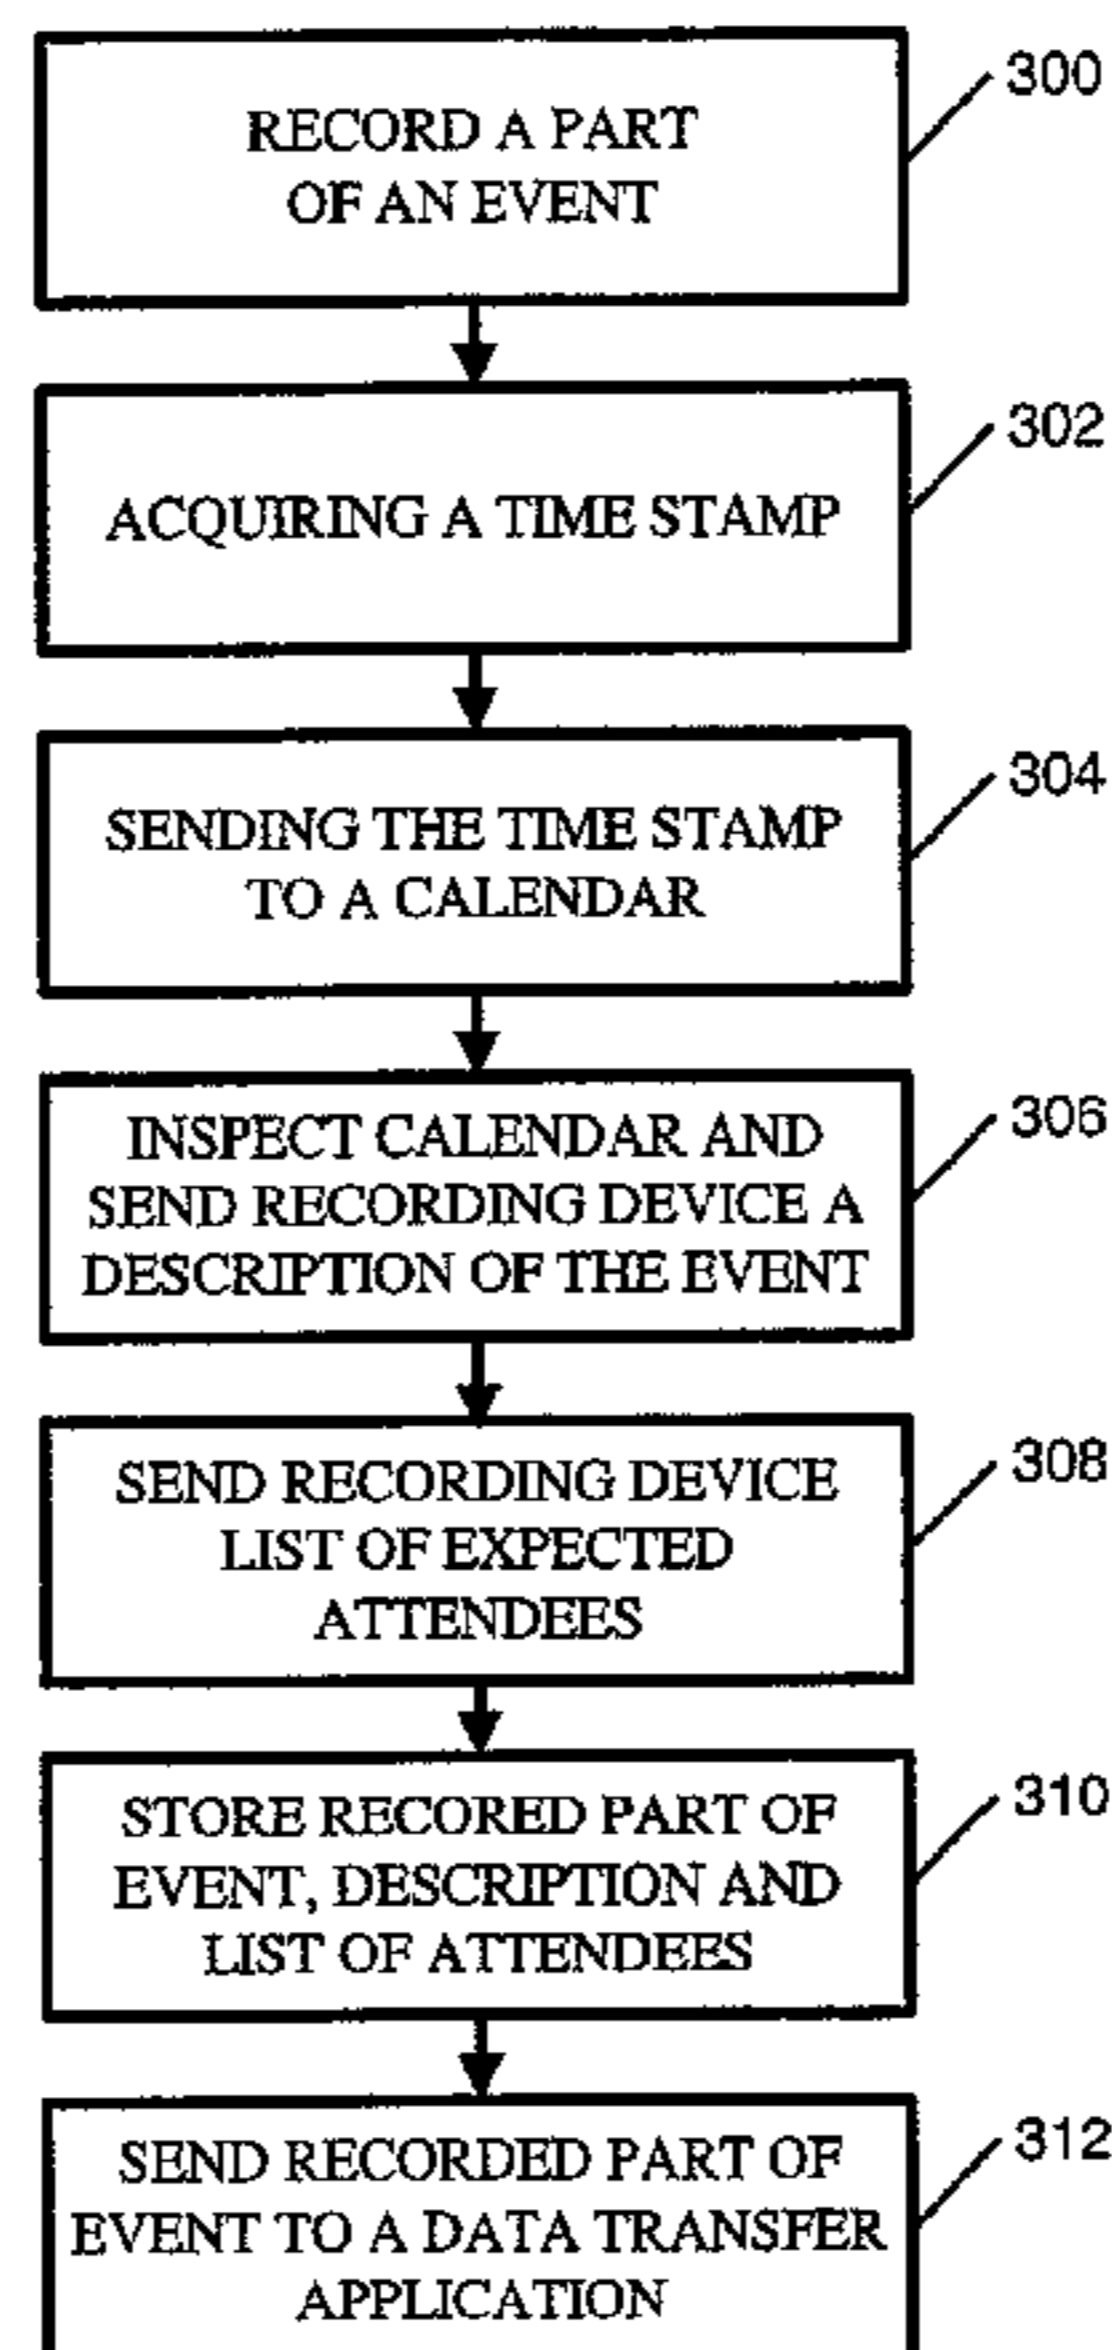 RECORD A PART
OF AN EVENT
300
ACQUIRING A TIME STAMP
302
SENDING THE TIME STAMP
TO A CALENDAR
304
INSPECT CALENDAR AND
SEND RECORDING DEVICE A
DESCRIPTION OF THE EVENT
306
SEND RECORDING DEVICE
LIST OF EXPECTED
ATTENDEES
308
STORE RECORED PART OF
EVENT, DESCRIPTION AND
LIST OF ATTENDEES
310
SEND RECORDED PART OF
EVENT TO A DATA TRANSFER
APPLICATION
312